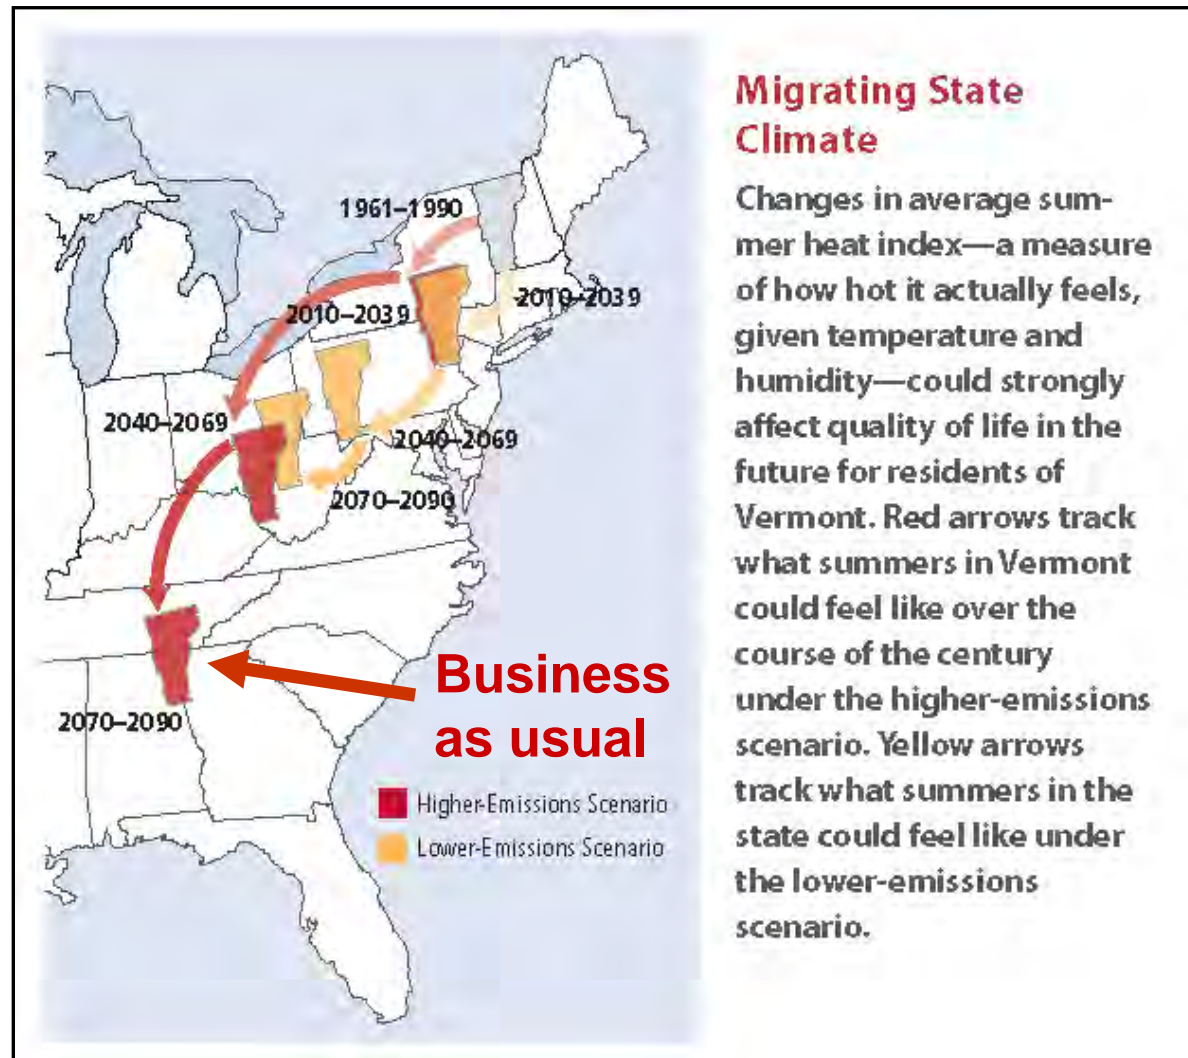 Migrating State
Climate
Changes in average sum-
mer heat index—a measure
of how hot it actually feels,
given temperature and
humidity—could strongly
affect quality of life in the
future for residents of
Vermont. Red arrows track
what summers in Vermont
could feel like over the
course of the century
under the higher-emissions
scenario. Yellow arrows
track what summers in the
state could feel like under
the lower-emissions
scenario.
1961–1990
2010–2039
2010–2039
2040–2069
2040–2069
2070–2090
2070–2090
Business
as usual
Higher-Emissions Scenario
Lower-Emissions Scenario